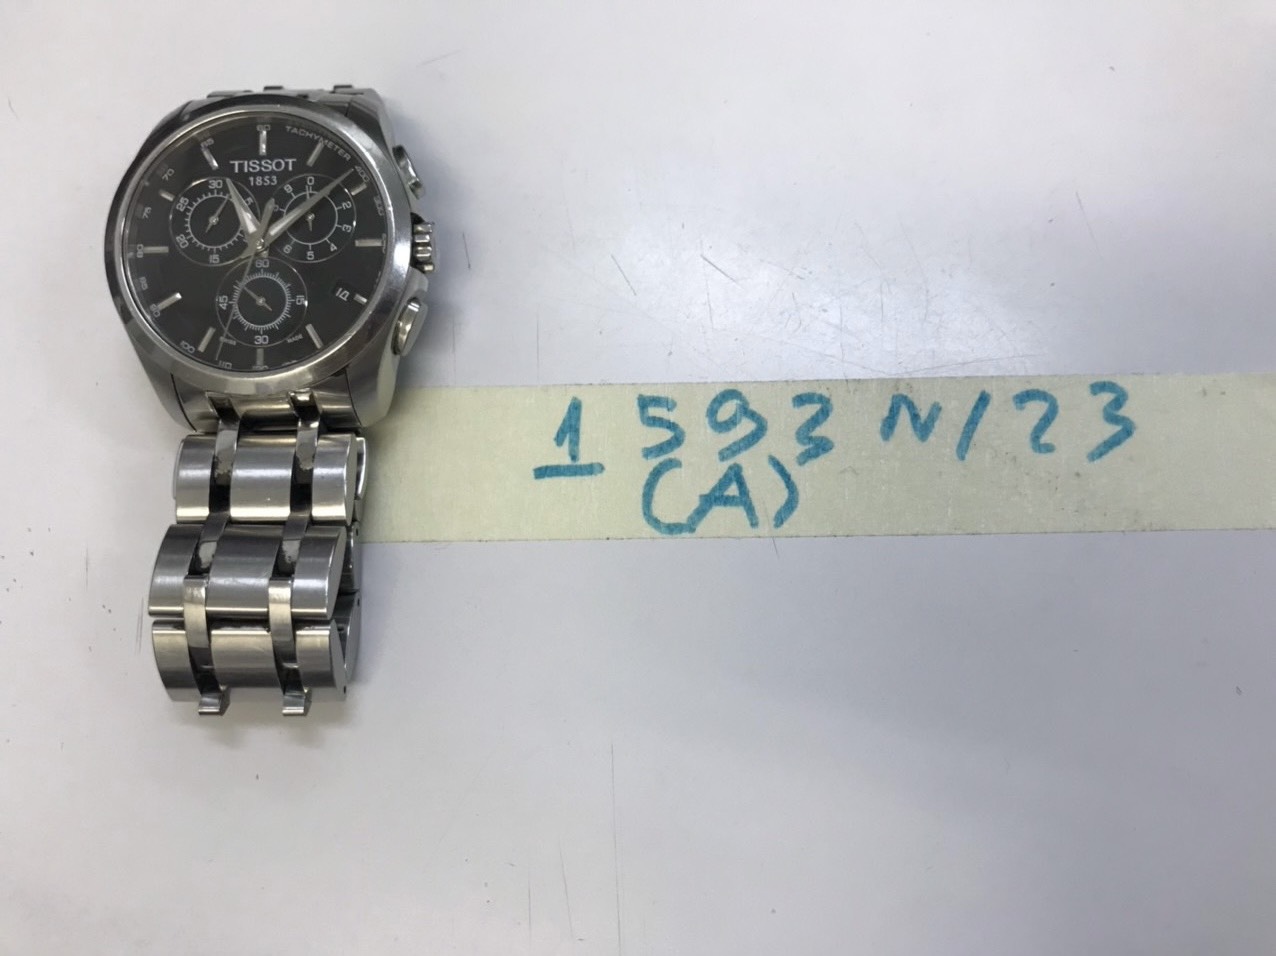 TISSOT
1853
TACHYMETER
1 593 N/23
(A)